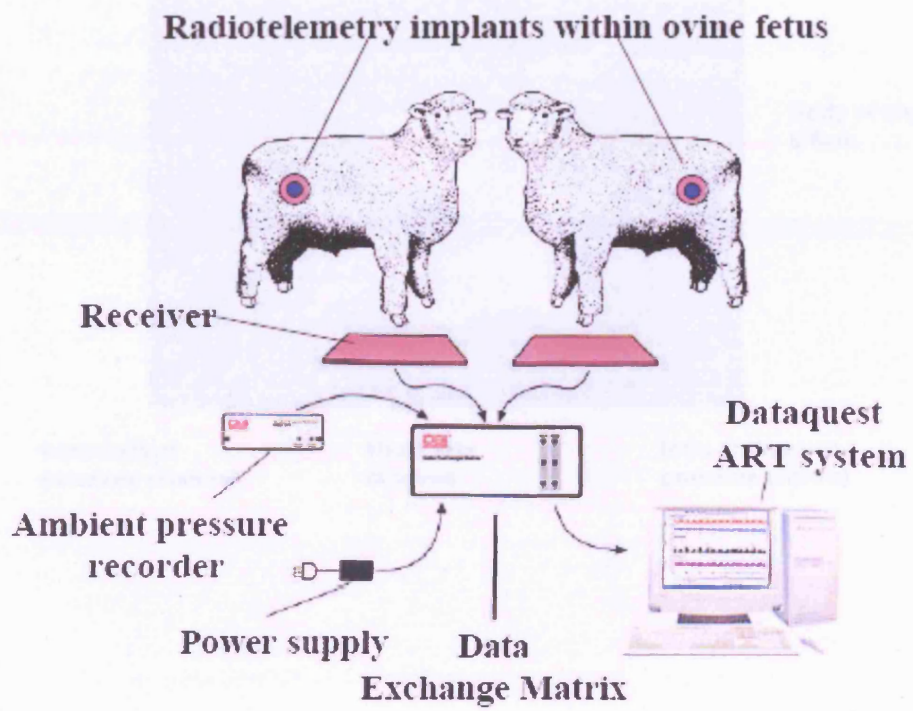 Radiotelemetry implants within ovine fetus
Receiver
Dataquest
ART system
Ambient pressure
recorder
Power supply
Data
Exchange Matrix